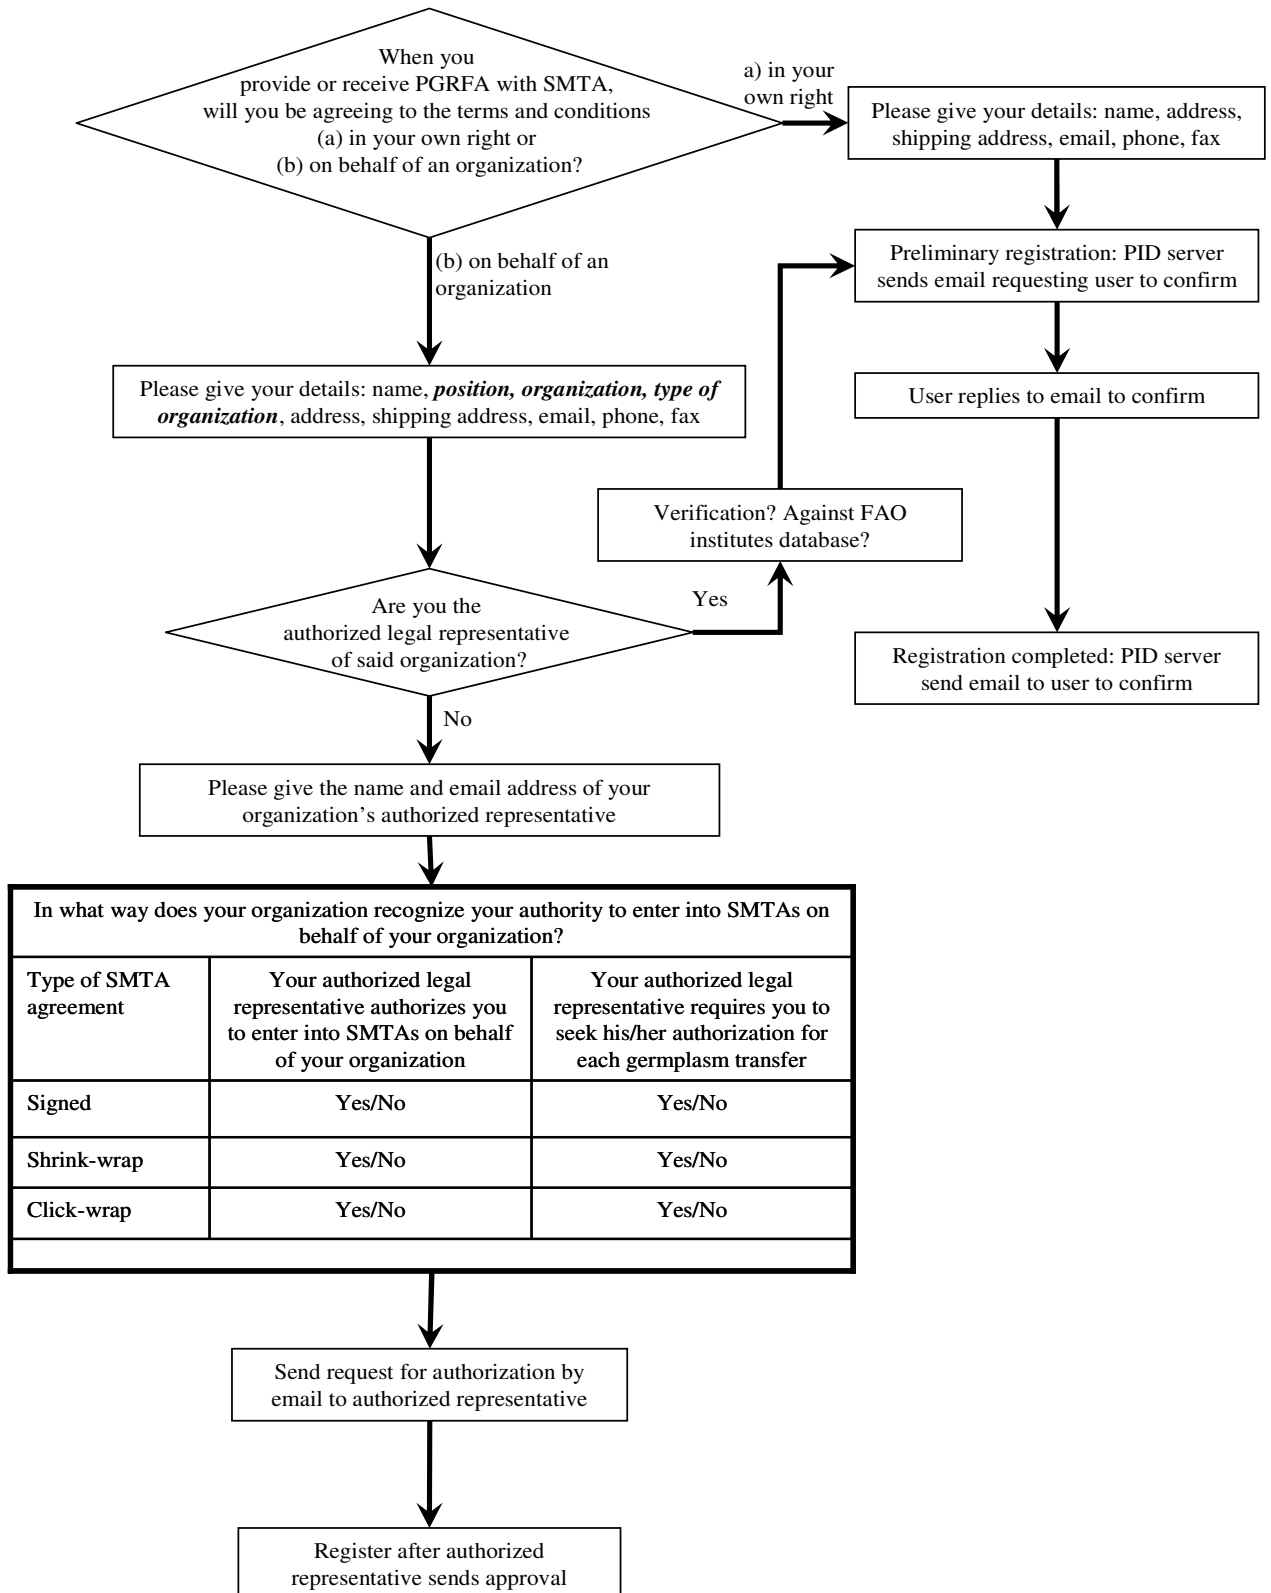 When you
provide or receive PGRFA with SMTA,
will you be agreeing to the terms and conditions
(a) in your own right or
(b) on behalf of an organization?
a) in your
own right
Please give your details: name, address,
shipping address, email, phone, fax
(b) on behalf of an
organization
Preliminary registration: PID server
sends email requesting user to confirm
Please give your details: name, position, organization, type of
organization, address, shipping address, email, phone, fax
User replies to email to confirm
Verification? Against FAO
institutes database?
Are you the
authorized legal representative
of said organization?
Yes
Registration completed: PID server
send email to user to confirm
No
Please give the name and email address of your
organization’s authorized representative
In what way does your organization recognize your authority to enter into SMTAs on
behalf of your organization?
Type of SMTA
agreement
Your authorized legal
representative authorizes you
to enter into SMTAs on behalf
of your organization
Your authorized legal
representative requires you to
seek his/her authorization for
each germplasm transfer
Signed
Yes/No
Yes/No
Shrink-wrap
Yes/No
Yes/No
Click-wrap
Yes/No
Yes/No
Send request for authorization by
email to authorized representative
Register after authorized
representative sends approval